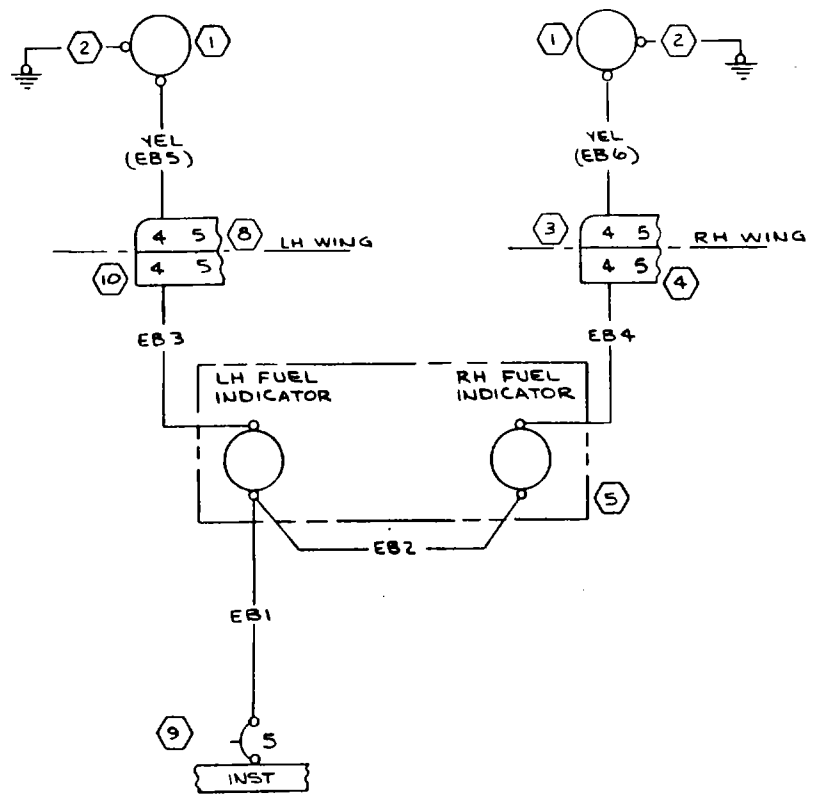 2 1
1 2
YEL
(EB5)
YEL
(EB6)
4 5 8
LH WING
10 4 5
3 4 5
RH WING
4 5 4
EB3
EB4
LH FUEL
INDICATOR
RH FUEL
INDICATOR
5
EB2
EB1
9 5
INST